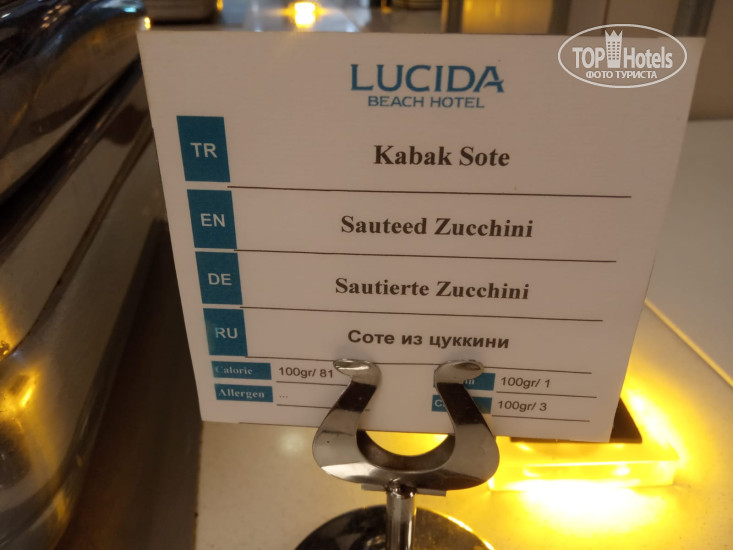 TOP Hotels
ФОТО ТУРИСТА
LUCIDA
BEACH HOTEL
TR Kabak Sote
EN Sauteed Zucchini
DE Sautierte Zucchini
RU Соте из цуккини
Calorie 100gr/ 81
100gr/ 1
Allergen ...
100gr/ 3